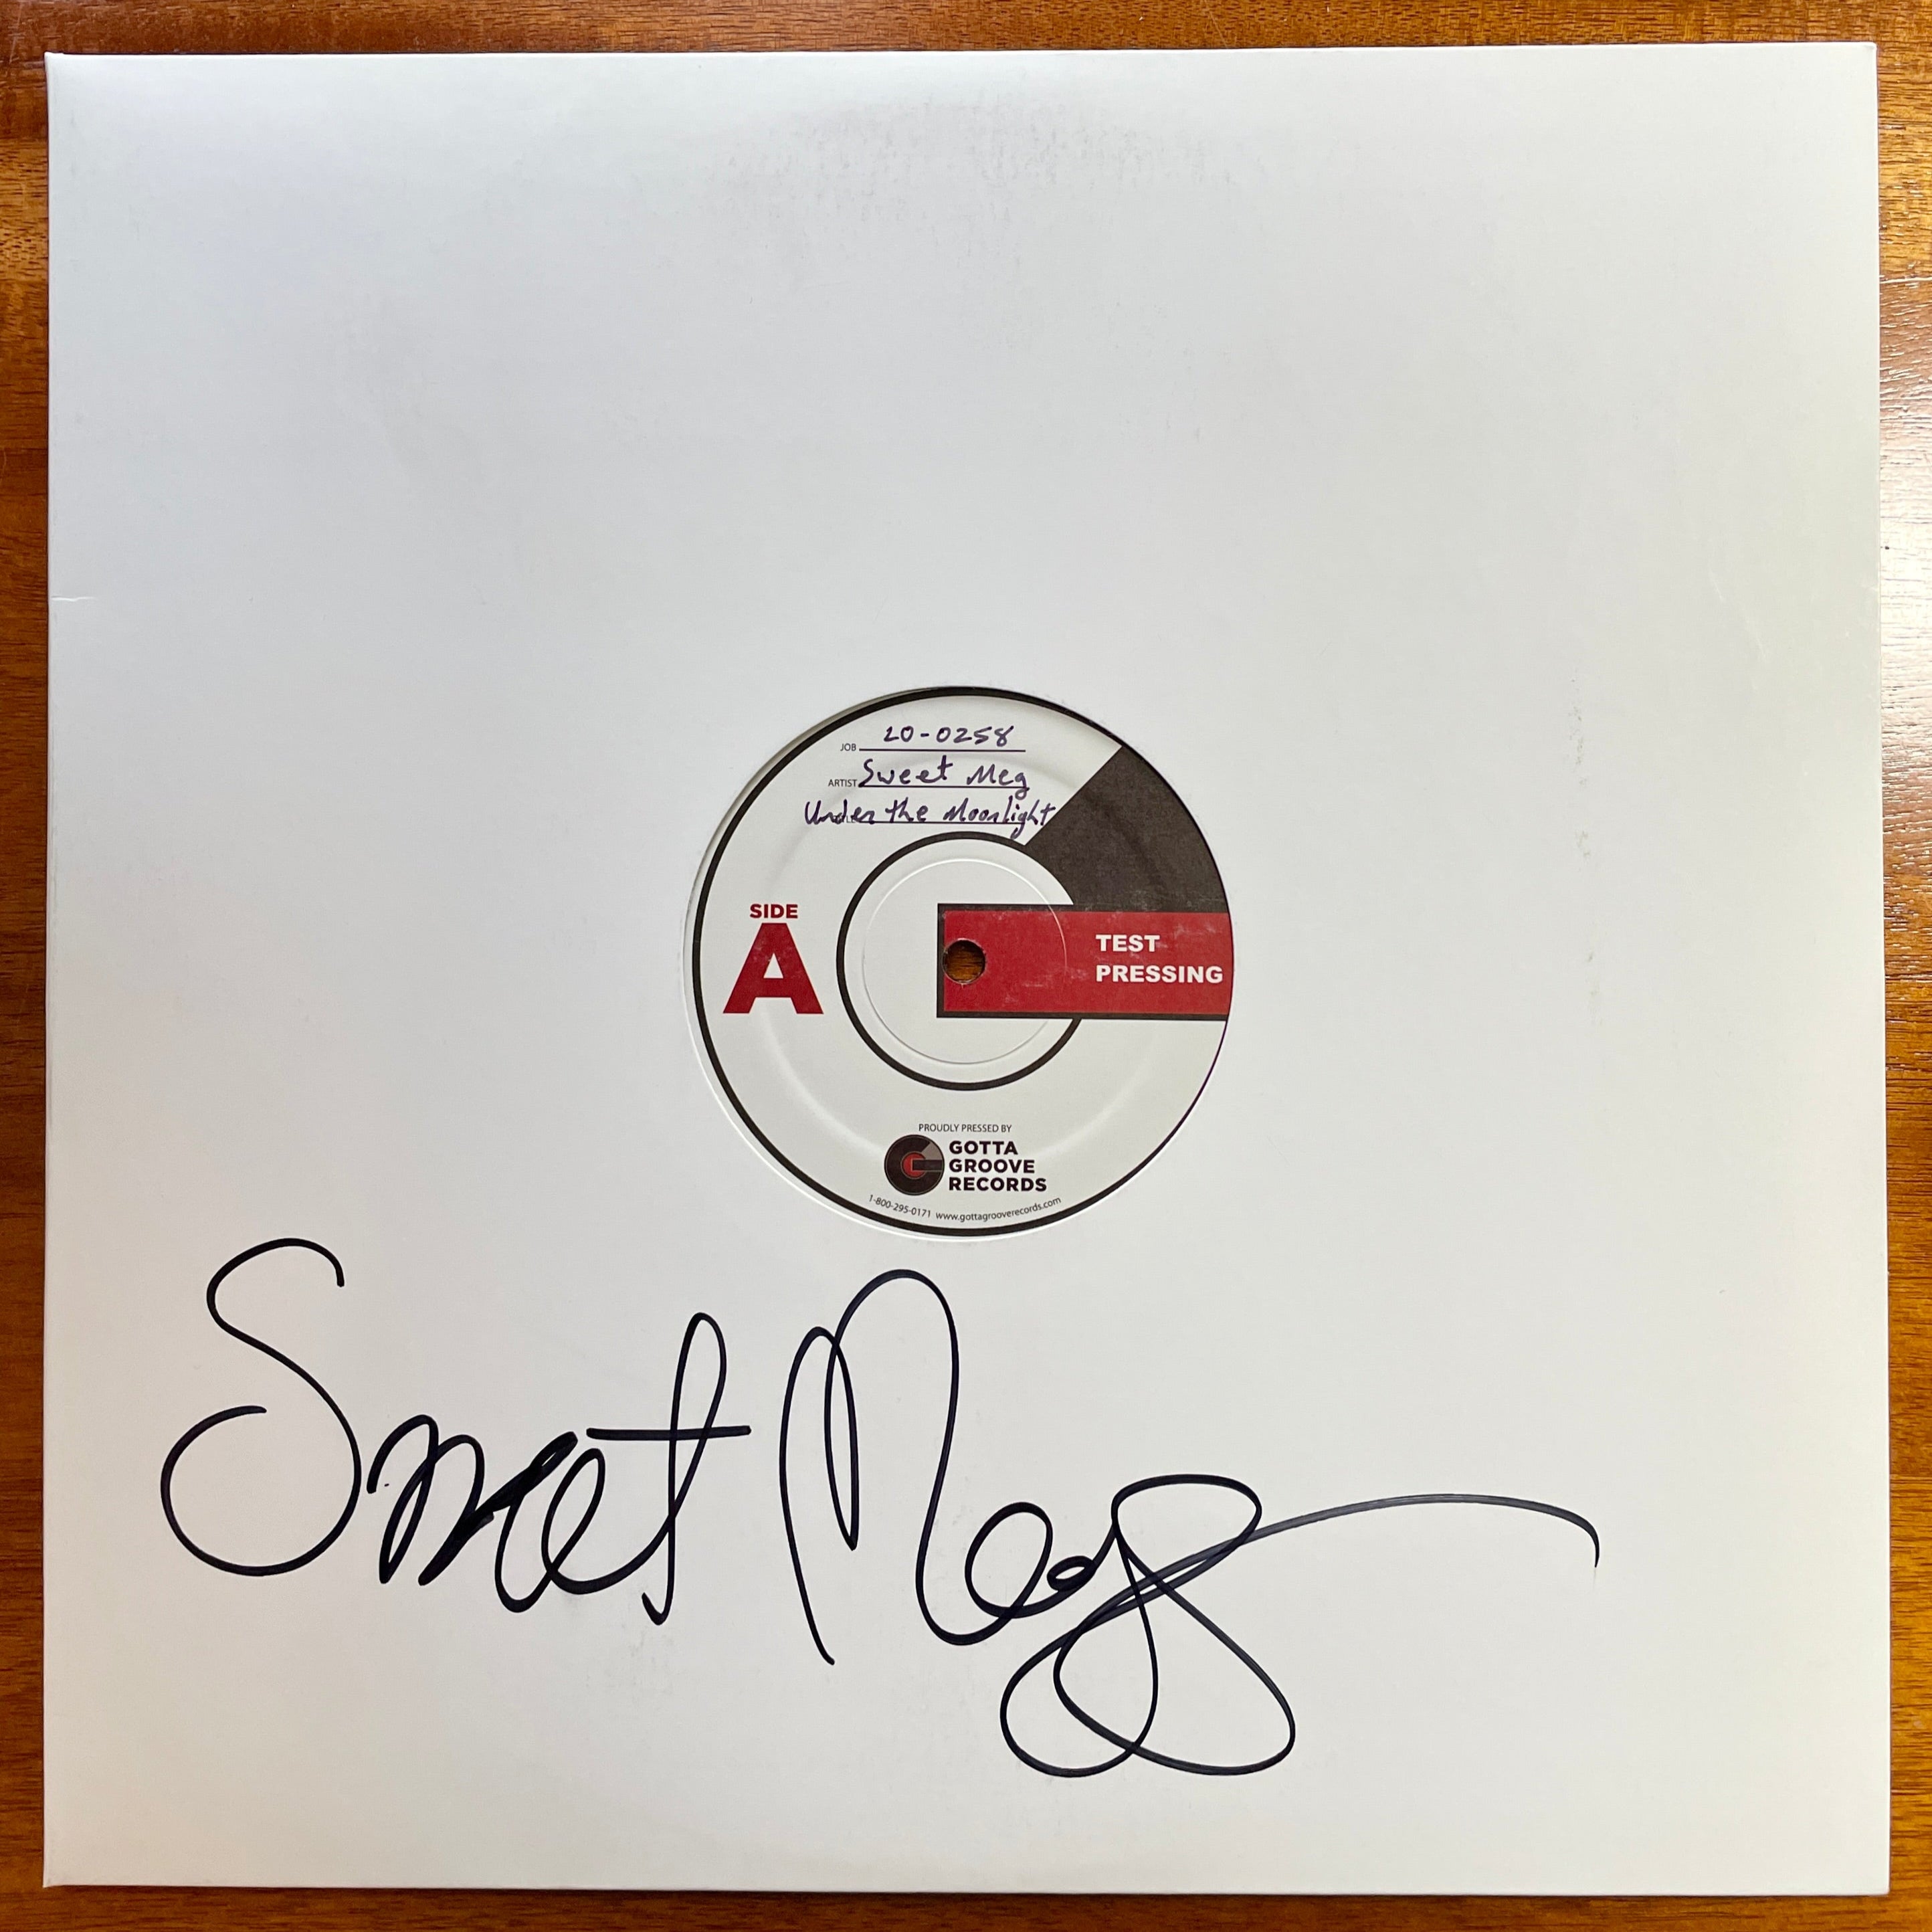 JOB 20-0258
ARTIST Sweet Meg
Under the Moonlight
SIDE
A
TEST
PRESSING
PROUDLY PRESSED BY
GOTTA
GROOVE
RECORDS
1-800-295-0171 www.gottagrooverecords.com
Sweet Meg